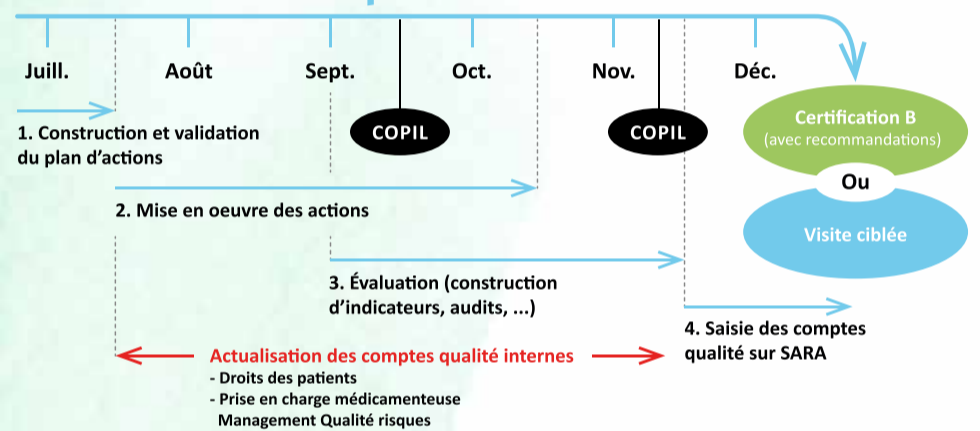 Juill.
Août
Sept.
Oct.
Nov.
Déc.
COPIL
COPIL
1. Construction et validation
du plan d'actions
2. Mise en oeuvre des actions
3. Évaluation (construction
d'indicateurs, audits, ...)
4. Saisie des comptes
qualité sur SARA
Certification B
(avec recommandations)
Ou
Visite ciblée
Actualisation des comptes qualité internes
- Droits des patients
- Prise en charge médicamenteuse
Management Qualité risques